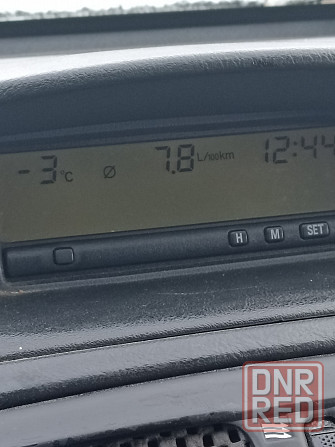 -3 °C Ø 7.8 L/100km 12:44
H M SET
DNR
RED